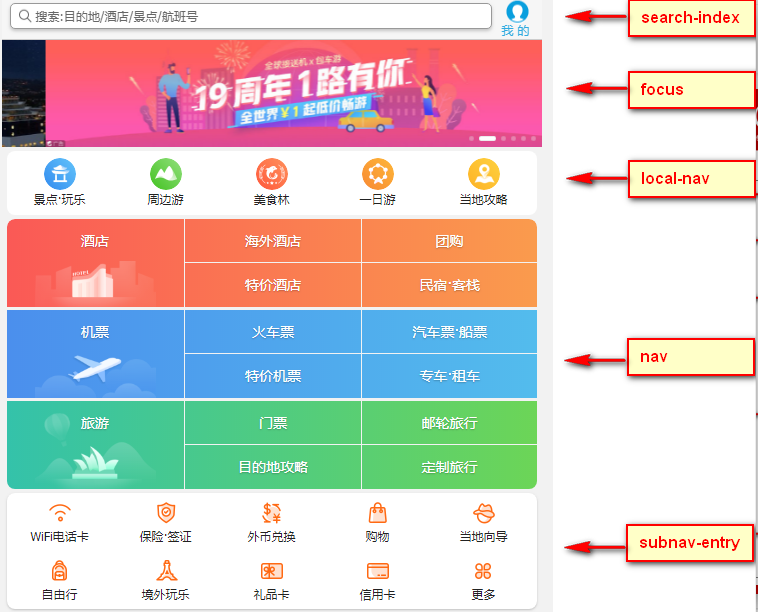 搜索:目的地/酒店/景点/航班号
我 的
search-index
全球接送机 x 包车游
19周年1路有你
全世界¥1起低价畅游
focus
景点·玩乐
周边游
美食林
一日游
当地攻略
local-nav
酒店
海外酒店
团购
特价酒店
民宿·客栈
机票
火车票
汽车票·船票
特价机票
专车·租车
nav
旅游
门票
邮轮旅行
目的地攻略
定制旅行
WiFi电话卡
保险·签证
外币兑换
购物
当地向导
subnav-entry
自由行
境外玩乐
礼品卡
信用卡
更多